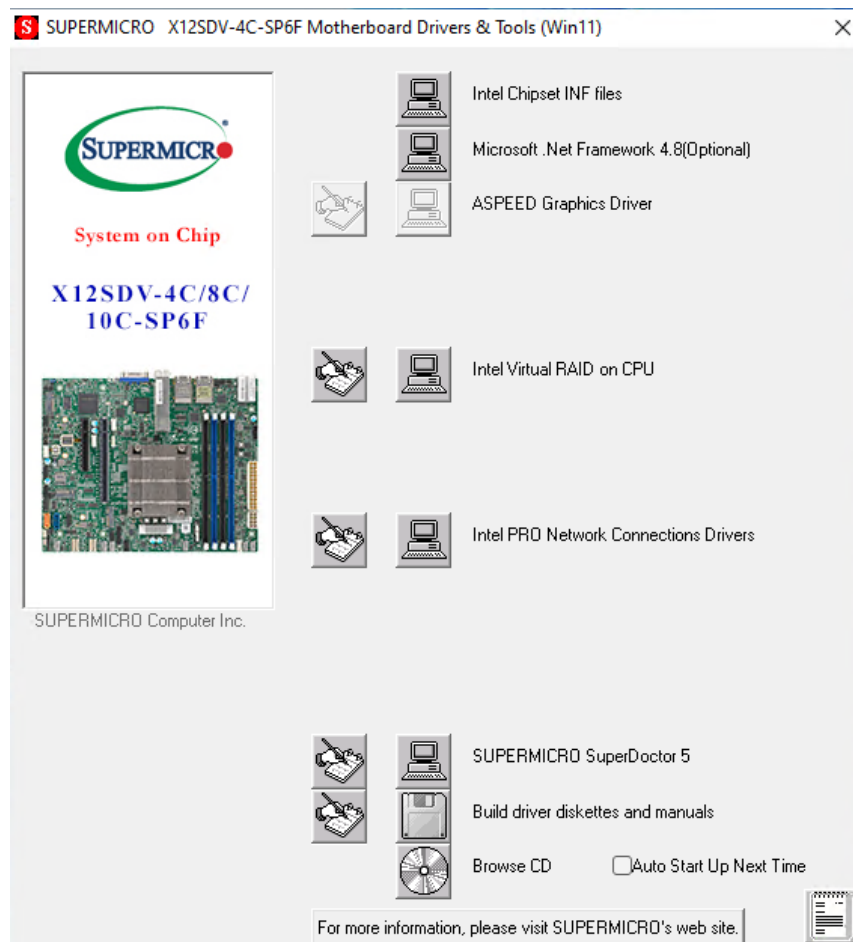 S SUPERMICRO X12SDV-4C-SP6F Motherboard Drivers & Tools (Win11)
SUPERMICR
System on Chip
X12SDV-4C/8C/
10C-SP6F
SUPERMICRO Computer Inc.
Intel Chipset INF files
Microsoft .Net Framework 4.8(Optional)
ASPEED Graphics Driver
Intel Virtual RAID on CPU
Intel PRO Network Connections Drivers
SUPERMICRO SuperDoctor 5
Build driver diskettes and manuals
Browse CD Auto Start Up Next Time
For more information, please visit SUPERMICRO's web site.